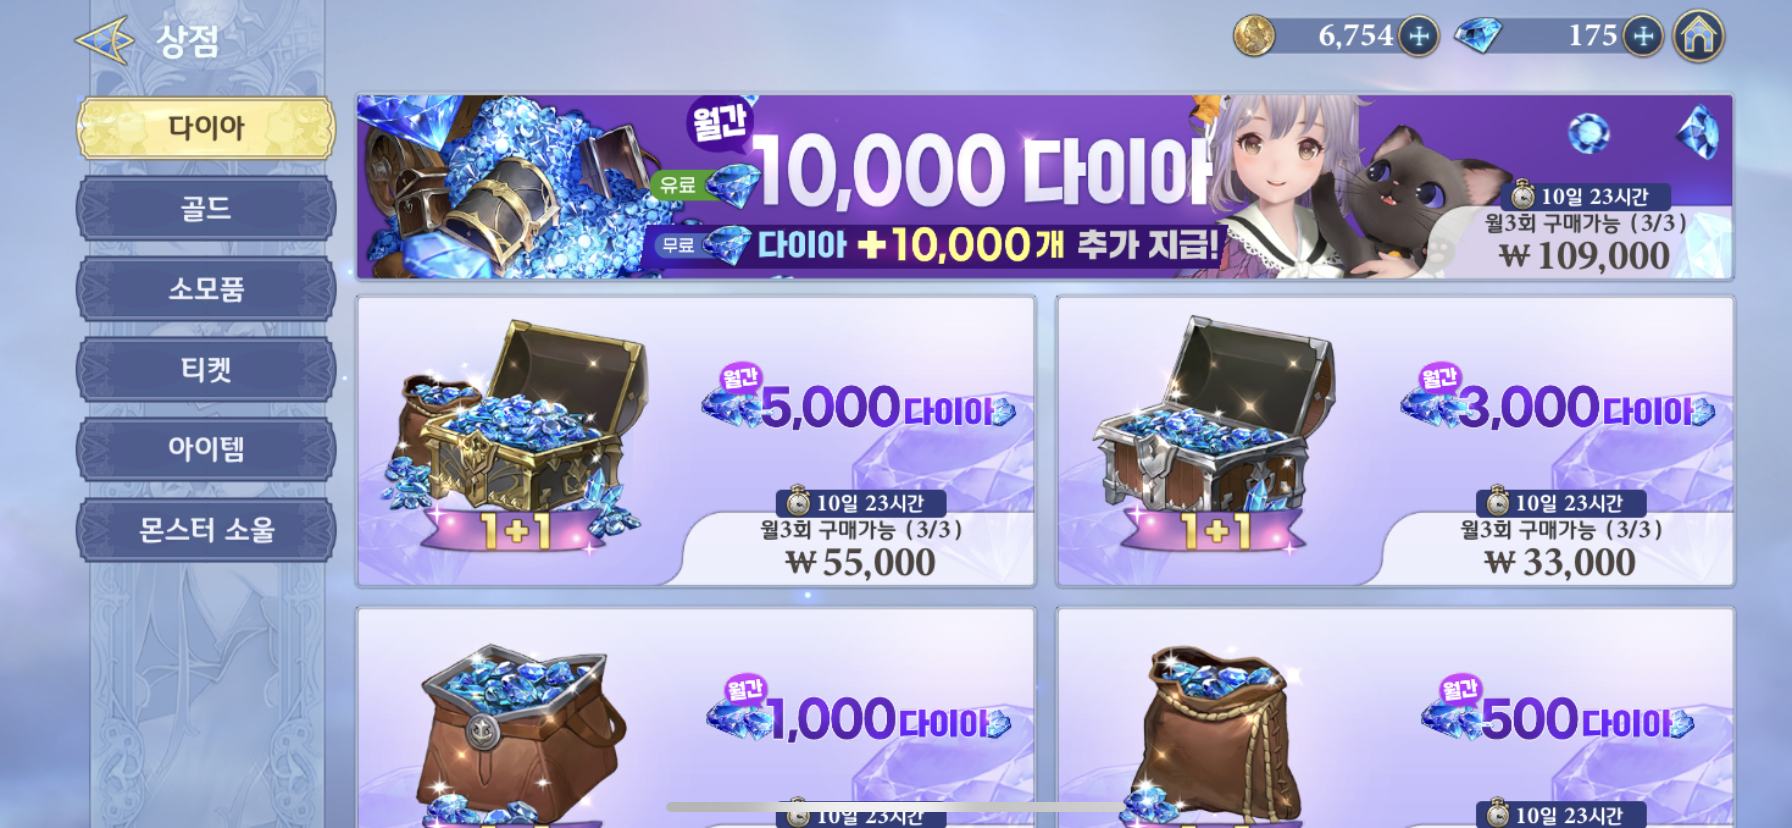 상점
6,754
175
다이아
골드
소모품
티켓
아이템
몬스터 소울
월간
유료 10,000 다이아
무료 다이아 +10,000개 추가 지급!
10일 23시간
월3회 구매가능 (3/3)
₩ 109,000
월간
5,000다이아
1+1
10일 23시간
월3회 구매가능 (3/3)
₩ 55,000
월간
3,000다이아
1+1
10일 23시간
월3회 구매가능 (3/3)
₩ 33,000
월간
1,000다이아
10일 23시간
월간
500다이아
10일 23시간